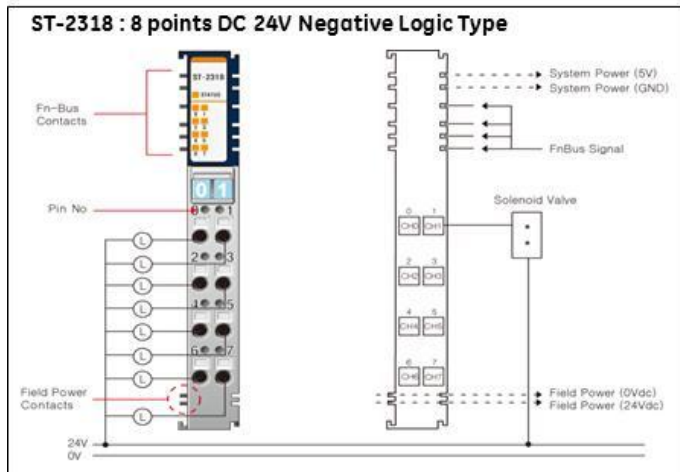 ST-2318 : 8 points DC 24V Negative Logic Type
ST-2318
STATUS
Fn-Bus
Contacts
System Power (5V)
System Power (GND)
FnBus Signal
0 1
Pin No
0 1
2 3
4 5
6 7
L
L
L
L
L
L
L
L
Field Power
Contacts
24V
0V
Solenoid Valve
0 1
CH0 CH1
2 3
CH2 CH3
4 5
CH4 CH5
6 7
CH6 CH7
Field Power (0Vdc)
Field Power (24Vdc)